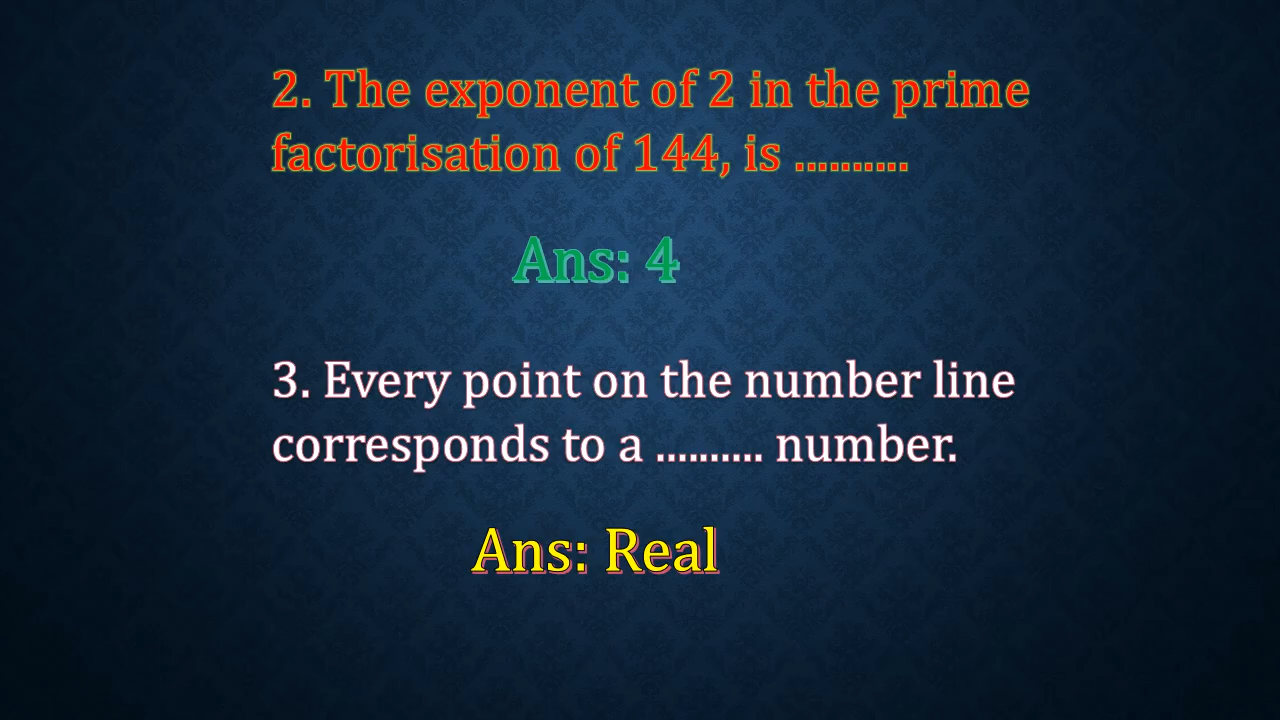 2. The exponent of 2 in the prime
factorisation of 144, is ..........
Ans: 4
3. Every point on the number line
corresponds to a .......... number.
Ans: Real